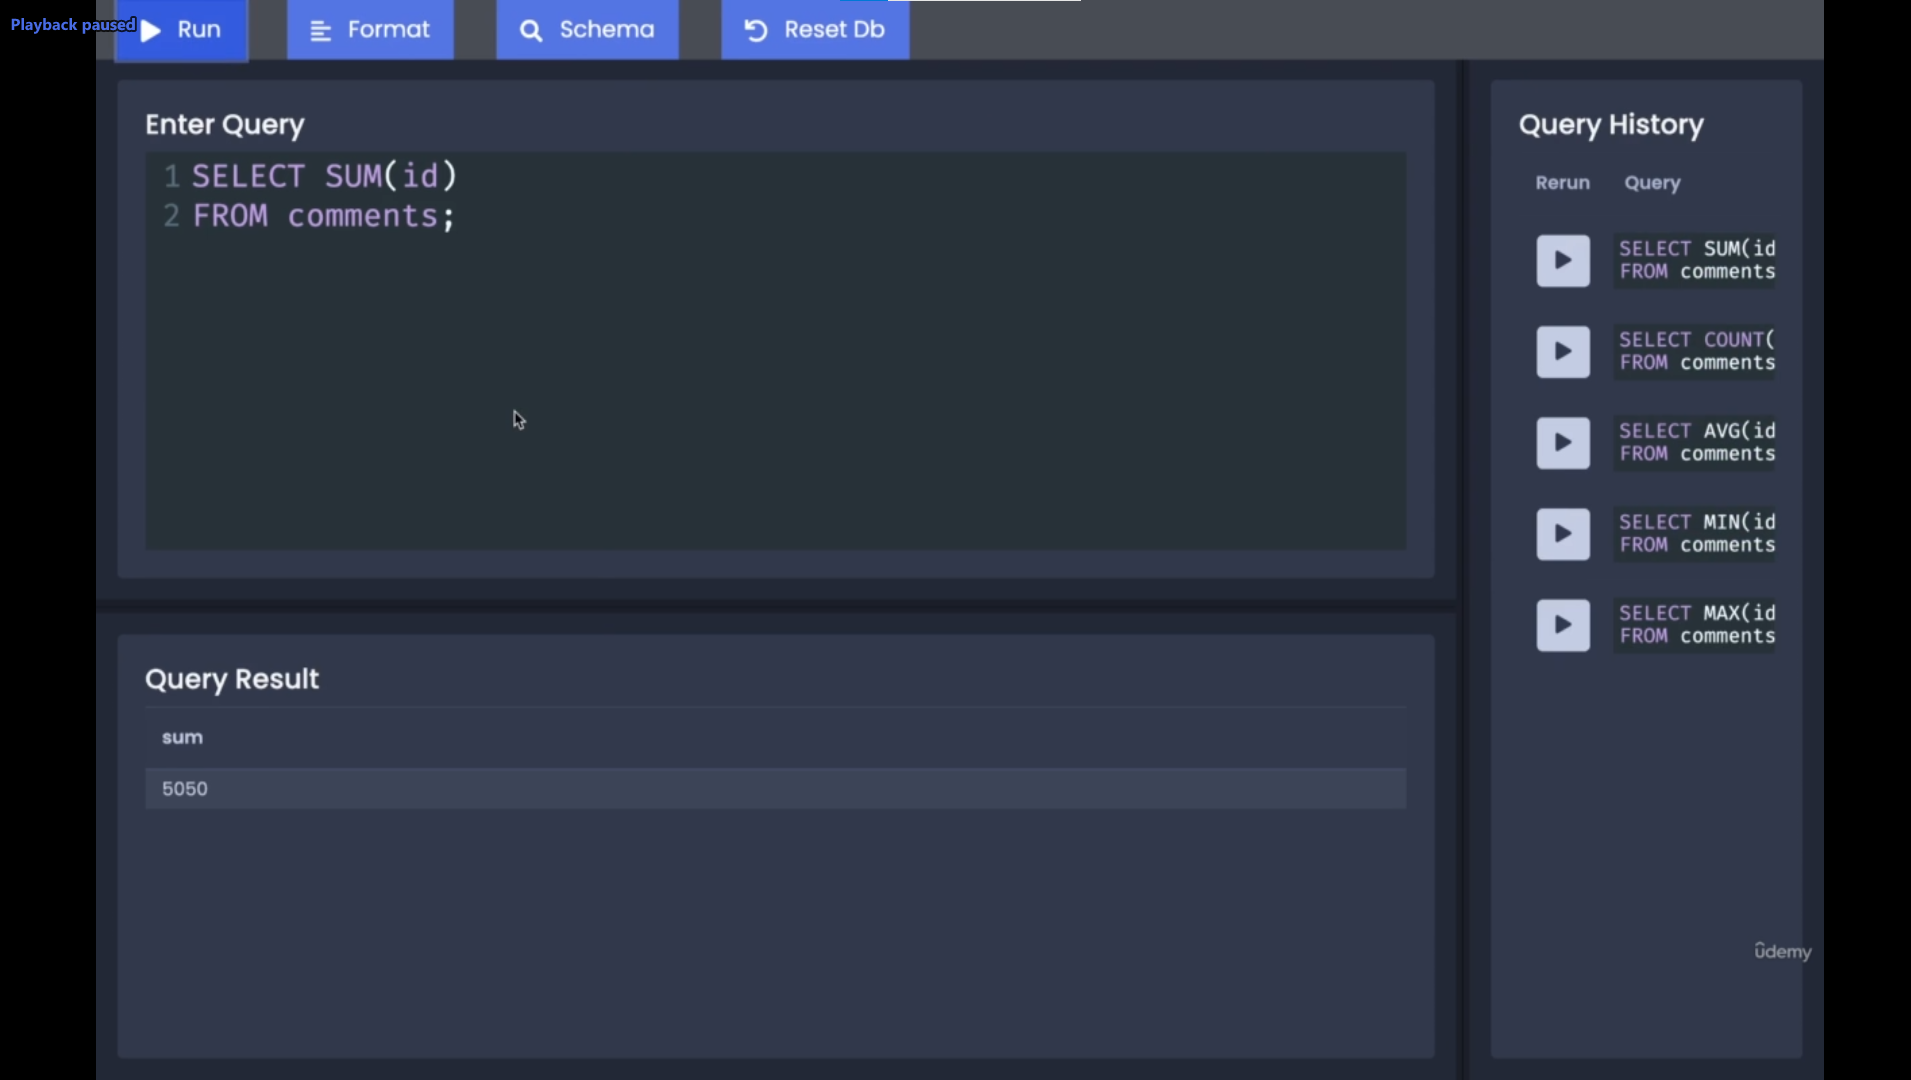 Playback paused
Run
Format
Schema
Reset Db
Enter Query
1 SELECT SUM(id)
2 FROM comments;
Query Result
sum
5050
Query History
Rerun Query
SELECT SUM(id
FROM comments
SELECT COUNT(
FROM comments
SELECT AVG(id
FROM comments
SELECT MIN(id
FROM comments
SELECT MAX(id
FROM comments
ûdemy